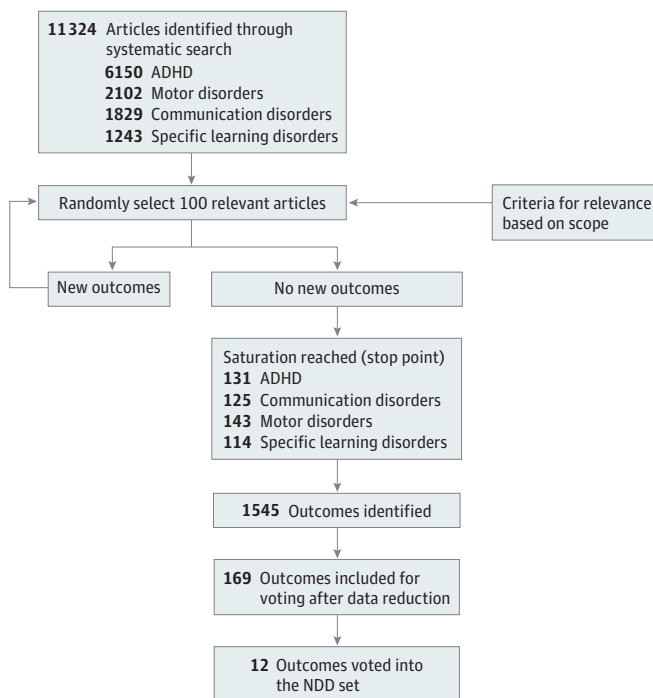 11324 Articles identified through
systematic search
6150 ADHD
2102 Motor disorders
1829 Communication disorders
1243 Specific learning disorders
Randomly select 100 relevant articles
Criteria for relevance
based on scope
New outcomes
No new outcomes
Saturation reached (stop point)
131 ADHD
125 Communication disorders
143 Motor disorders
114 Specific learning disorders
1545 Outcomes identified
169 Outcomes included for
voting after data reduction
12 Outcomes voted into
the NDD set